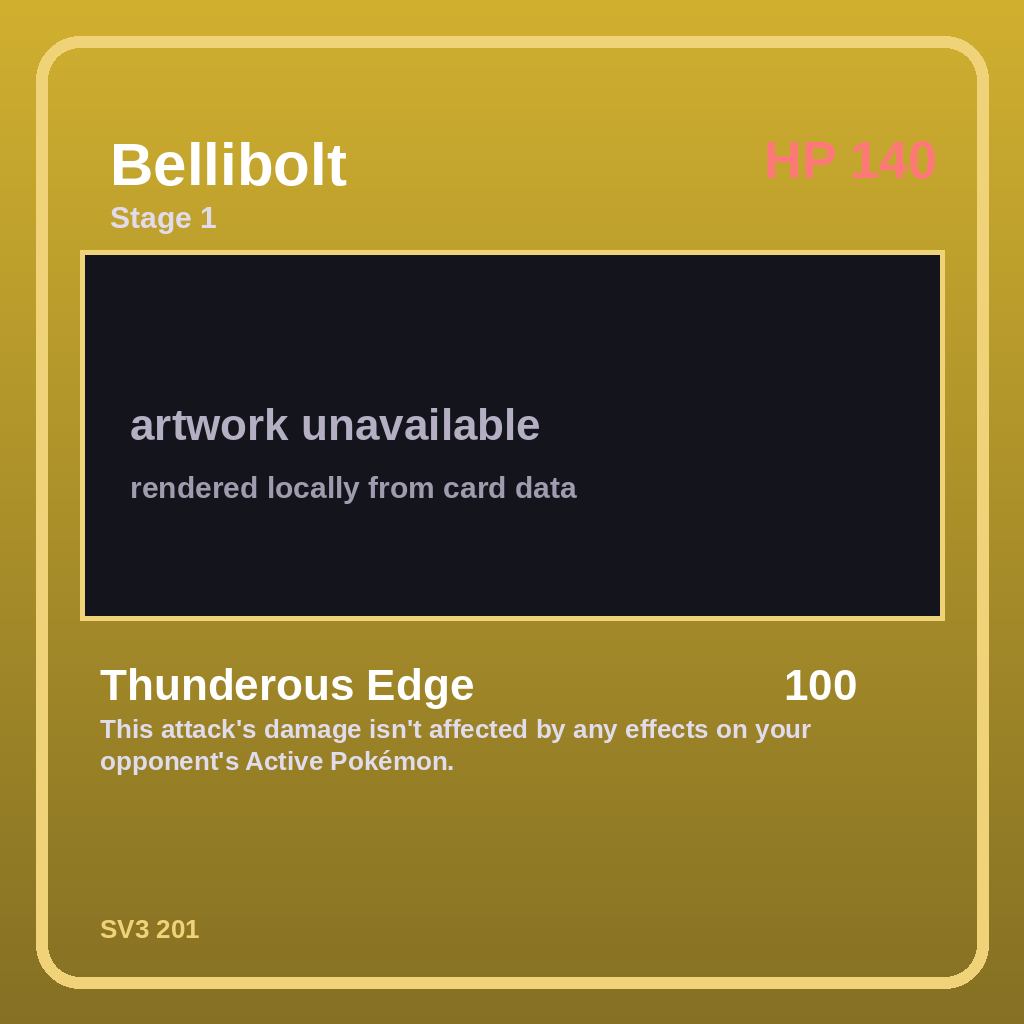 Bellibolt
HP 140
Stage 1
artwork unavailable
rendered locally from card data
Thunderous Edge 100
This attack's damage isn't affected by any effects on your
opponent's Active Pokémon.
SV3 201